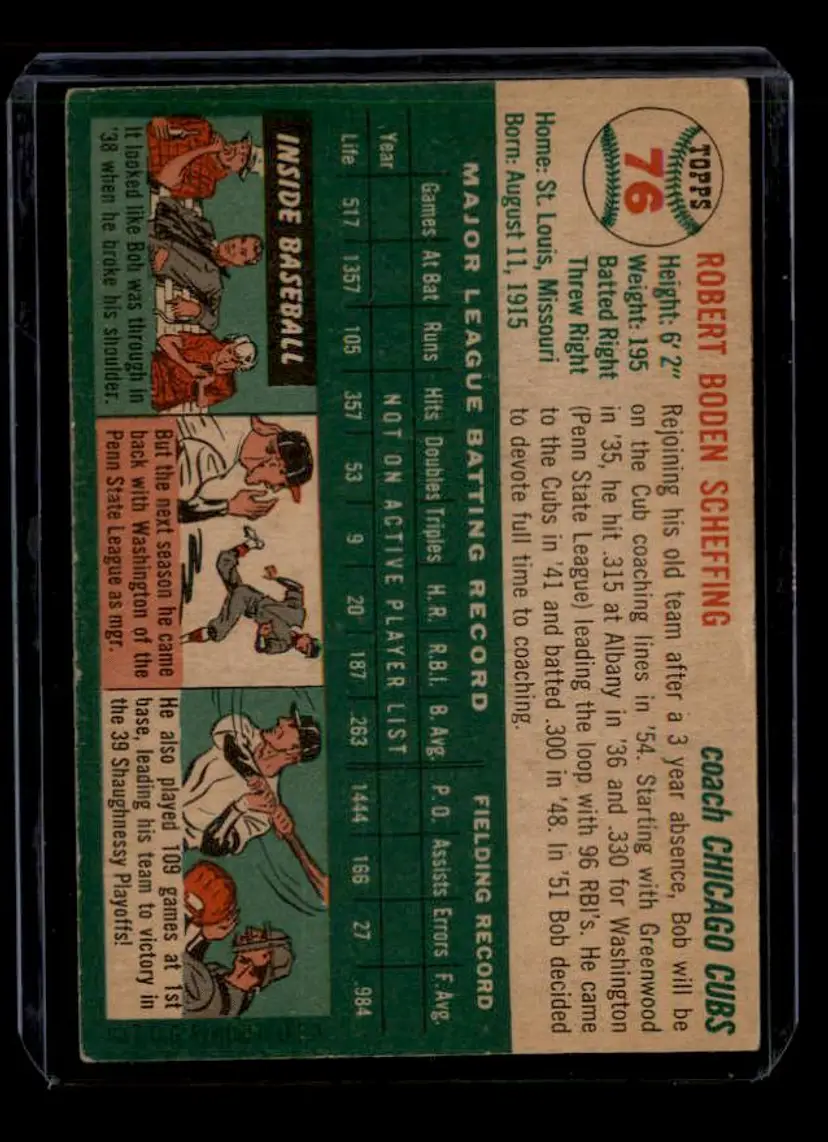 TOPPS
76
ROBERT BODEN SCHEFFING
coach CHICAGO CUBS
Height: 6'2"
Weight: 195
Batted Right
Threw Right
Home: St. Louis, Missouri
Born: August 11, 1915
Rejoining his old team after a 3 year absence, Bob will be
on the Cub coaching lines in '54. Starting with Greenwood
in '35, he hit .315 at Albany in '36 and .330 for Washington
(Penn State League) leading the loop with 96 RBI's. He came
to the Cubs in '41 and batted .300 in '48. In '51 Bob decided
to devote full time to coaching.
MAJOR LEAGUE BATTING RECORD FIELDING RECORD
Games At Bat Runs Hits Doubles Triples H.R. R.B.I. B. Avg. P.O. Assists Errors F. Avg.
Year NOT ON ACTIVE PLAYER LIST
Life 517 1357 105 357 53 9 20 187 .263 1444 166 27 .984
INSIDE BASEBALL
It looked like Bob was through in
'38 when he broke his shoulder.
But the next season he came
back with Washington of the
Penn State League as mgr.
He also played 109 games at 1st
base, leading his team to victory in
the 39 Shaughnessy Playoffs!